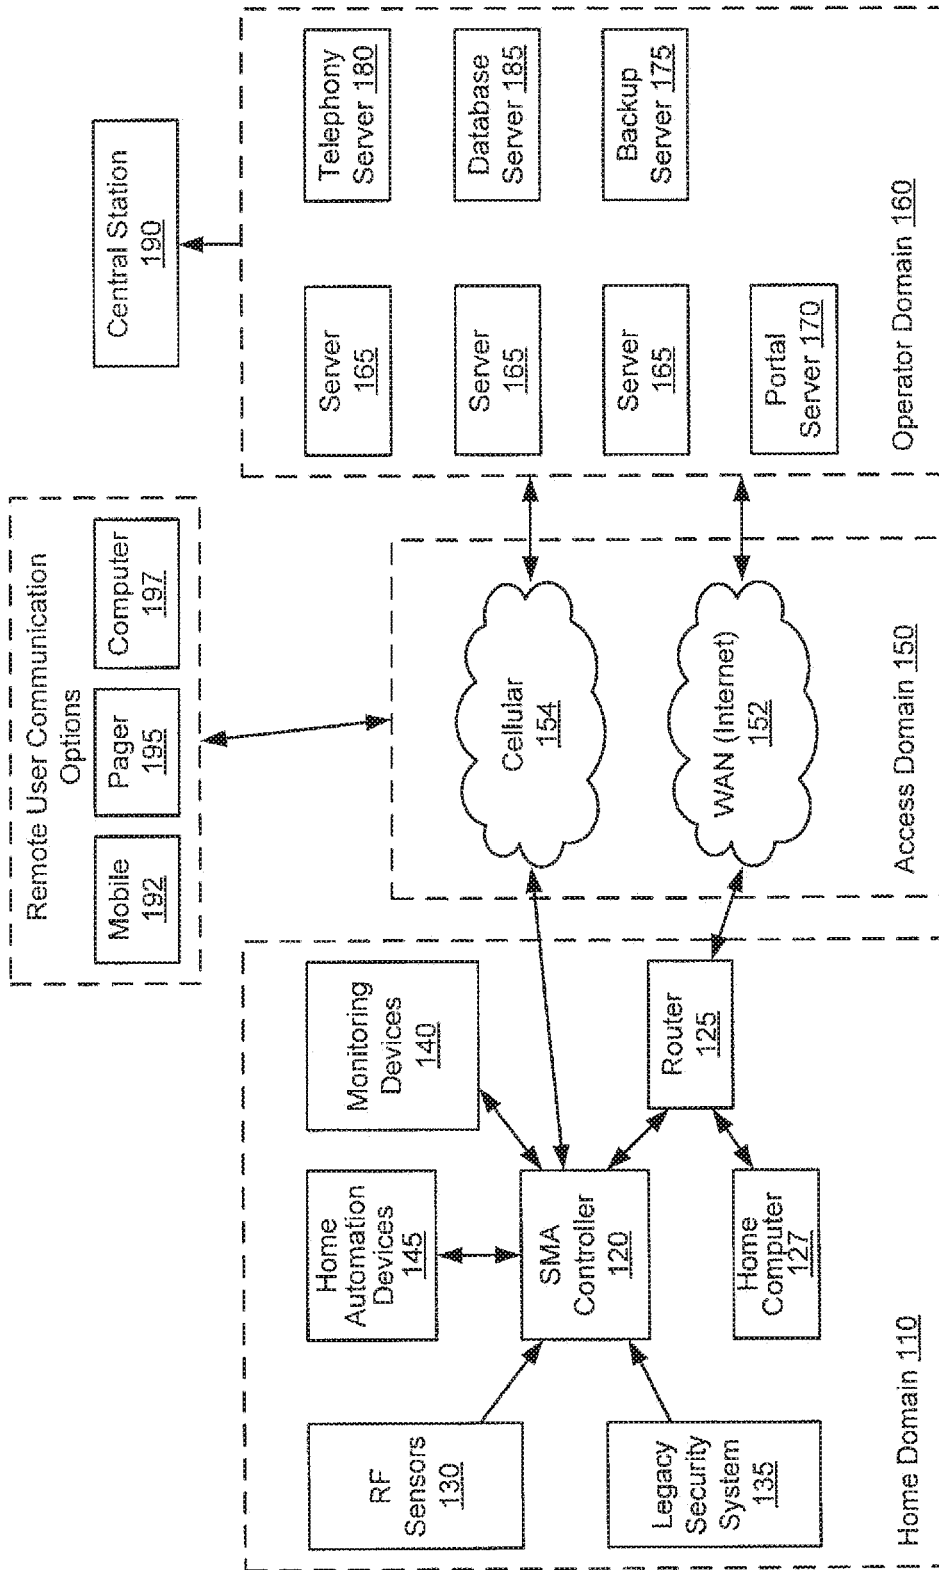 Remote User Communication
Options
Mobile
192
Pager
195
Computer
197
Central Station
190
RF
Sensors
130
Home
Automation
Devices
145
Monitoring
Devices
140
Legacy
Security
System
135
SMA
Controller
120
Router
125
Home
Computer
127
Home Domain 110
Cellular
154
WAN (Internet)
152
Access Domain 150
Server
165
Server
165
Server
165
Portal
Server 170
Telephony
Server 180
Database
Server 185
Backup
Server 175
Operator Domain 160